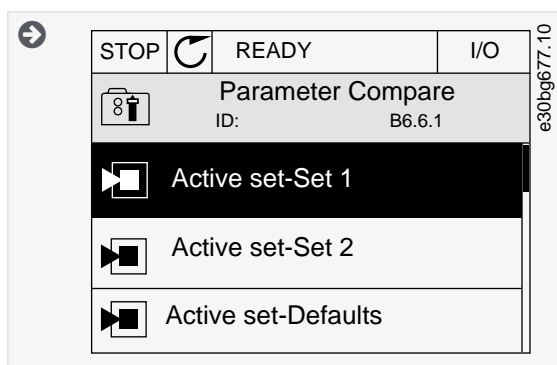 STOP READY I/O
Parameter Compare
ID: B6.6.1
Active set-Set 1
Active set-Set 2
Active set-Defaults
e30bg677.10